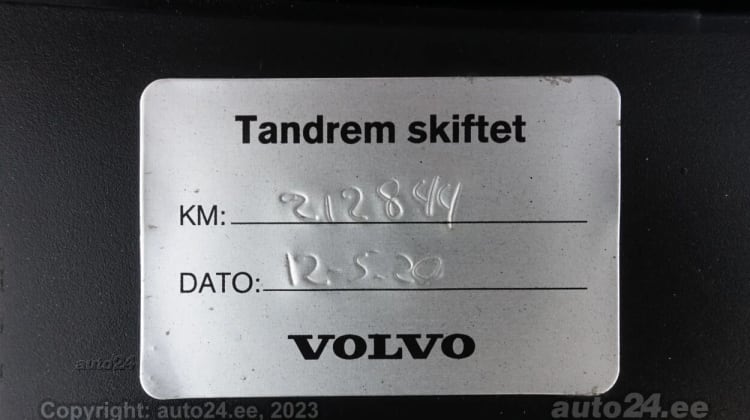 Tandrem skiftet
KM: 212844
DATO: 12-5-20
VOLVO
auto24
Copyright: auto24.ee, 2023
auto24.ee